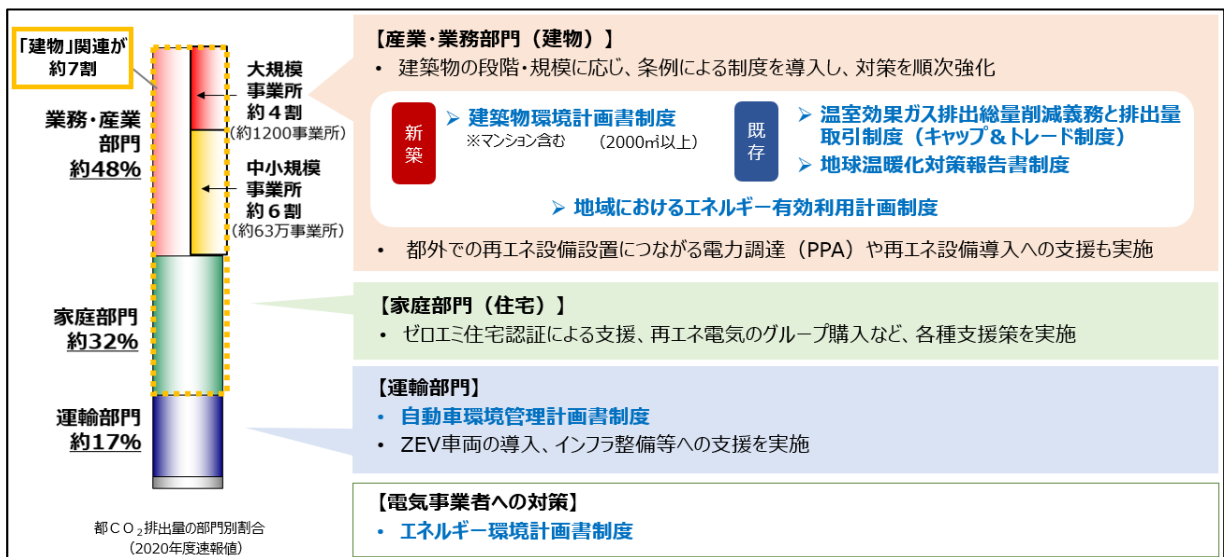 「建物」関連が
約7割
業務・産業
部門
約48%
大規模
事業所
約４割
(約1200事業所)
中小規模
事業所
約６割
(約63万事業所)
家庭部門
約32%
運輸部門
約17%
都ＣＯ₂排出量の部門別割合
(2020年度速報値)
【産業・業務部門（建物）】
• 建築物の段階・規模に応じ、条例による制度を導入し、対策を順次強化
新築
➢ 建築物環境計画書制度
※マンション含む （2000㎡以上）
既存
➢ 温室効果ガス排出総量削減義務と排出量
取引制度（キャップ＆トレード制度）
➢ 地球温暖化対策報告書制度
➢ 地域におけるエネルギー有効利用計画制度
• 都外での再エネ設備設置につながる電力調達（PPA）や再エネ設備導入への支援も実施
【家庭部門（住宅）】
• ゼロエミ住宅認証による支援、再エネ電気のグループ購入など、各種支援策を実施
【運輸部門】
• 自動車環境管理計画書制度
• ZEV車両の導入、インフラ整備等への支援を実施
【電気事業者への対策】
• エネルギー環境計画書制度